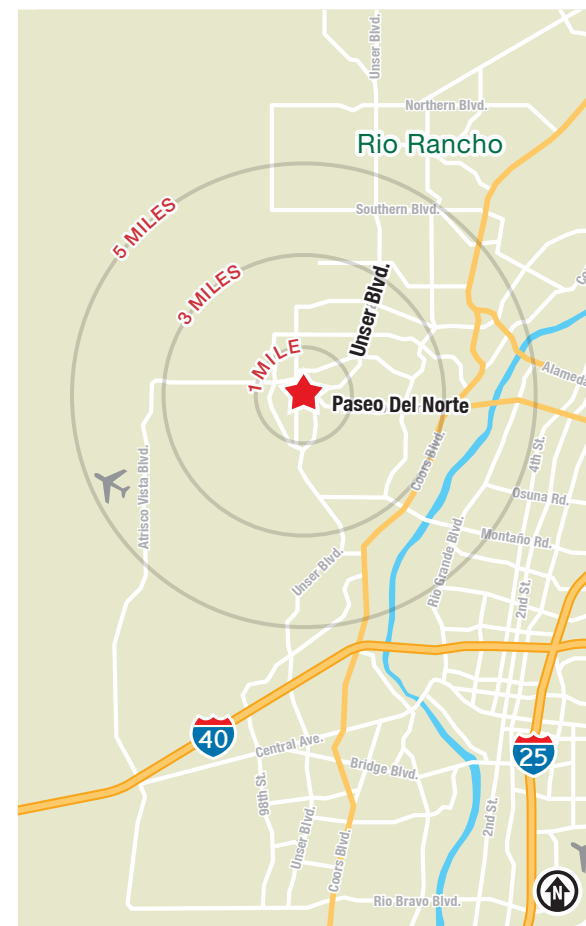 Unser Blvd.
Northern Blvd.
Rio Rancho
5 MILES
Southern Blvd.
3 MILES
Unser Blvd.
1 MILE
Alameda
Paseo Del Norte
Coors Blvd.
4th St.
Atrisco Vista Blvd.
Osuna Rd.
Montaño Rd.
Rio Grande Blvd.
Unser Blvd.
2nd St.
40
Central Ave.
25
Bridge Blvd.
98th St.
Unser Blvd.
2nd St.
Coors Blvd.
Rio Bravo Blvd.
N